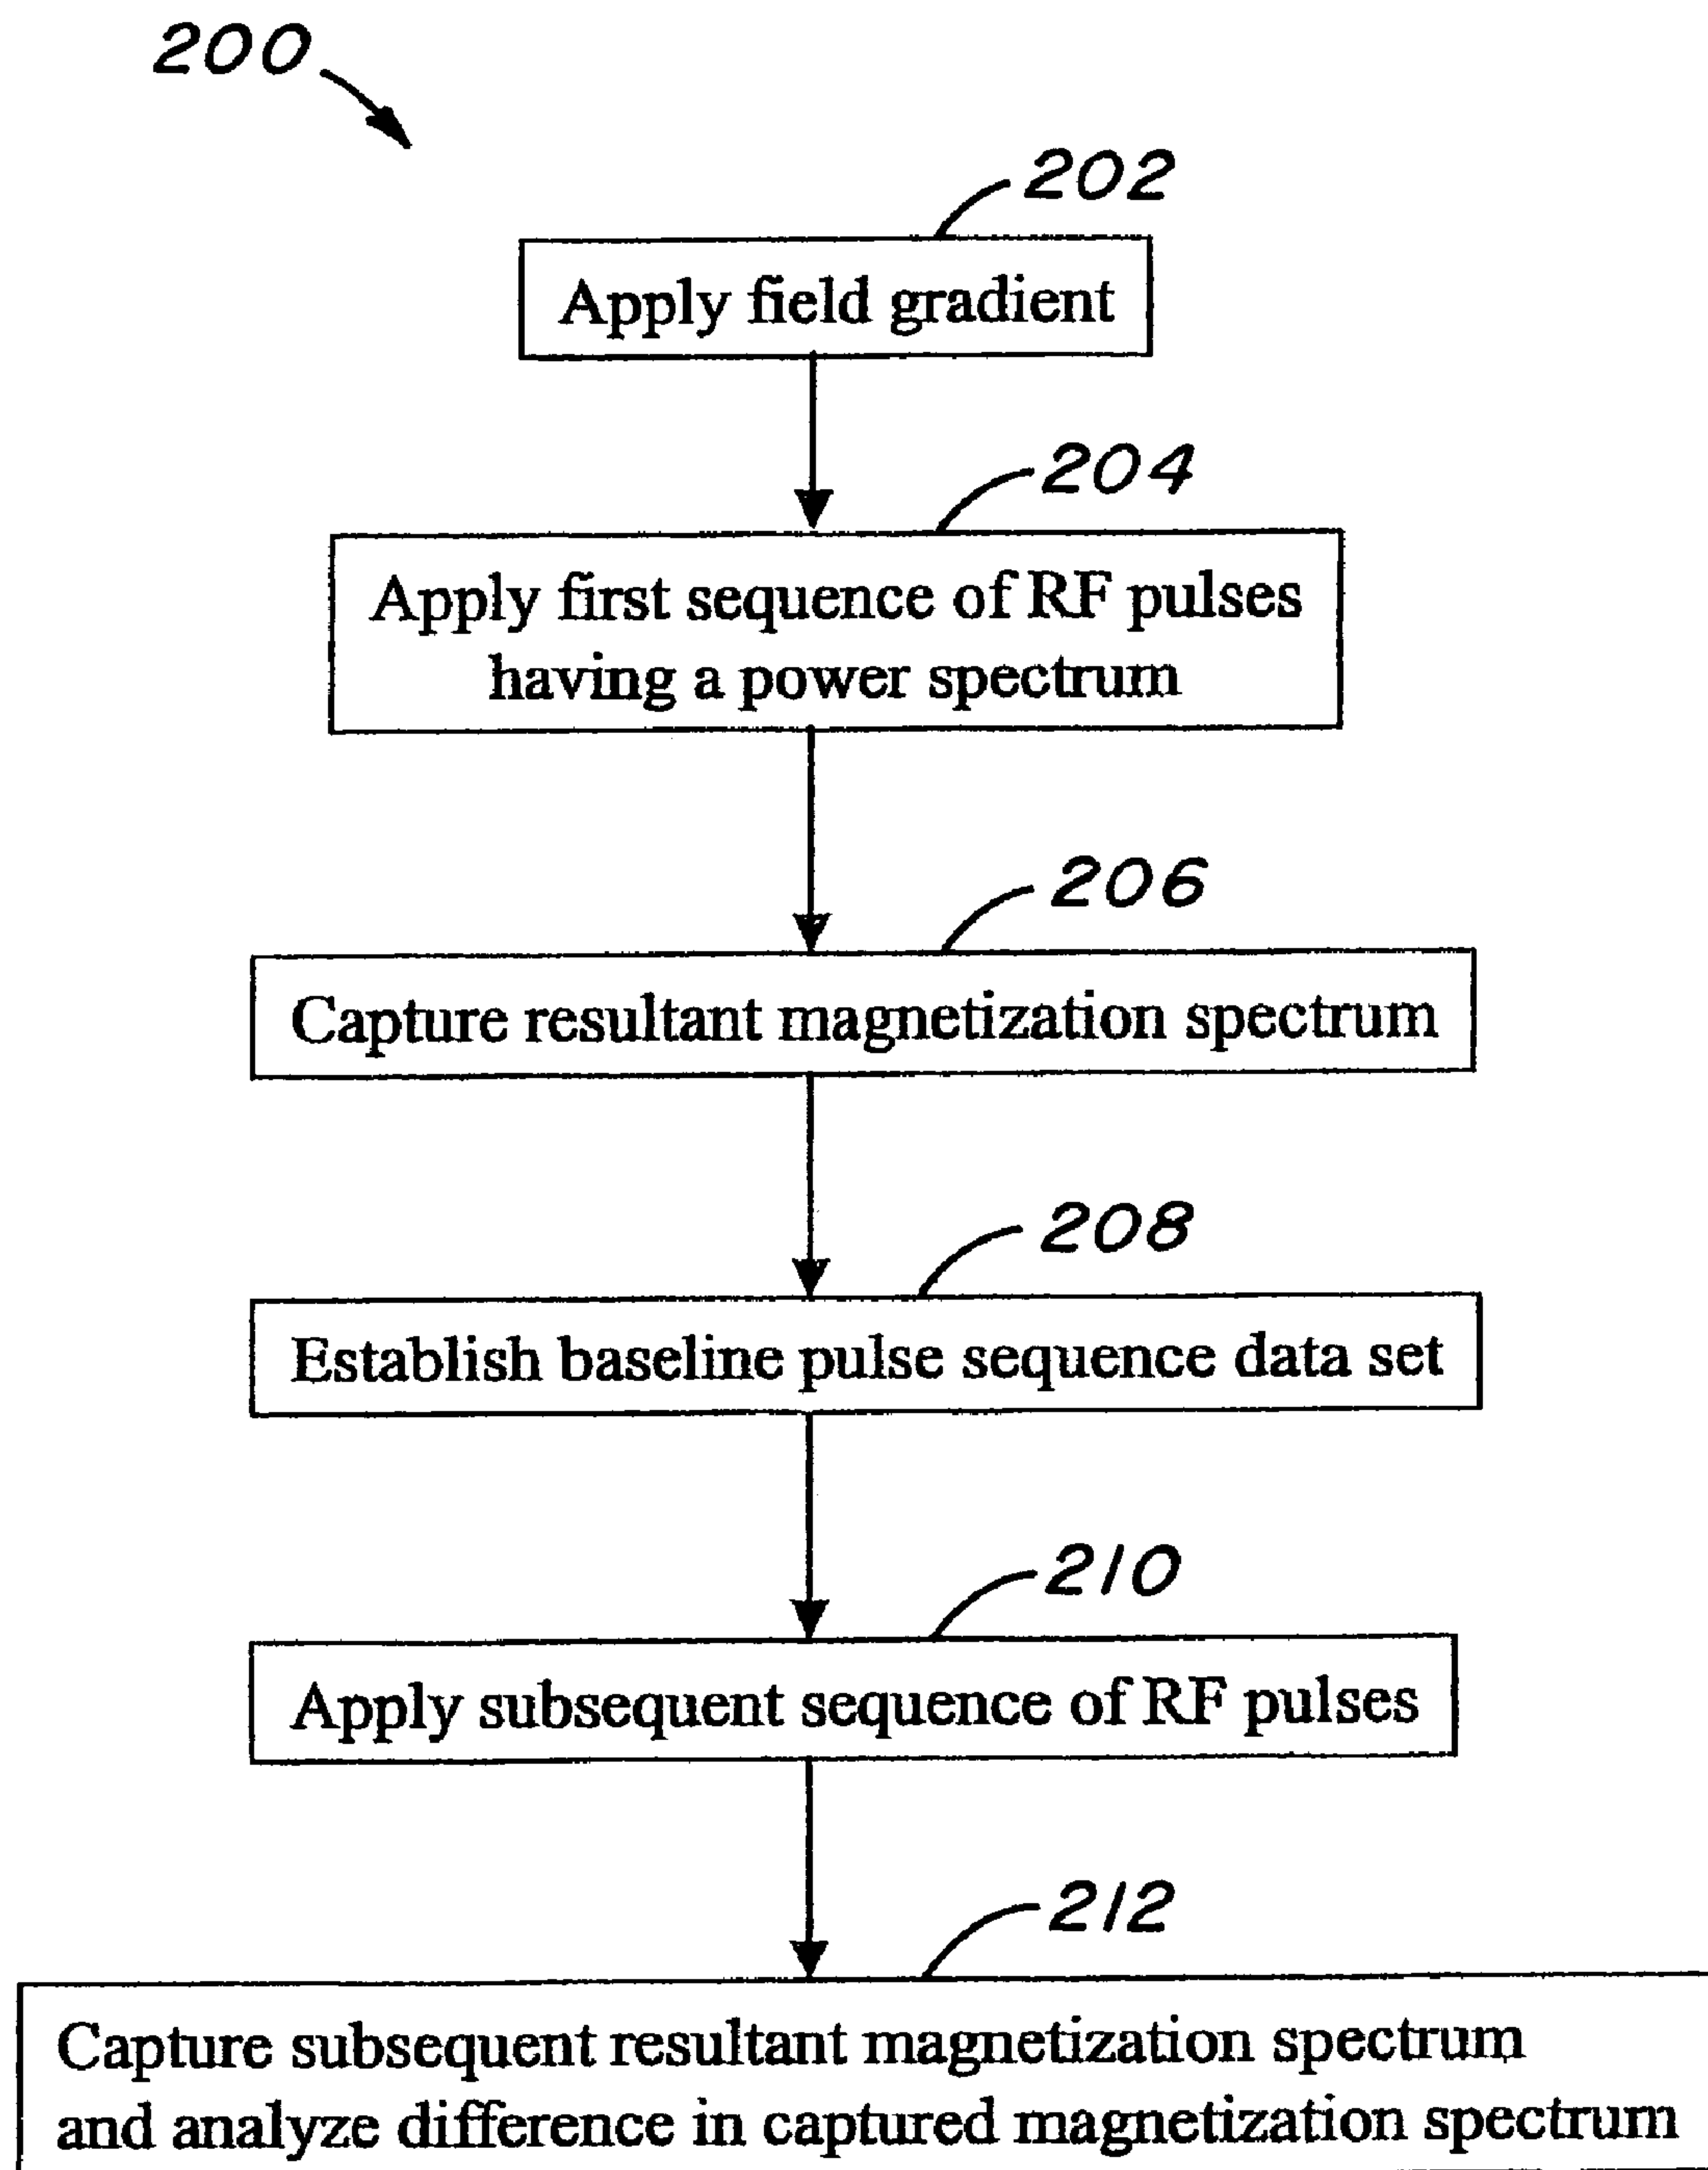 200
202
Apply field gradient
204
Apply first sequence of RF pulses
having a power spectrum
206
Capture resultant magnetization spectrum
208
Establish baseline pulse sequence data set
210
Apply subsequent sequence of RF pulses
212
Capture subsequent resultant magnetization spectrum
and analyze difference in captured magnetization spectrum